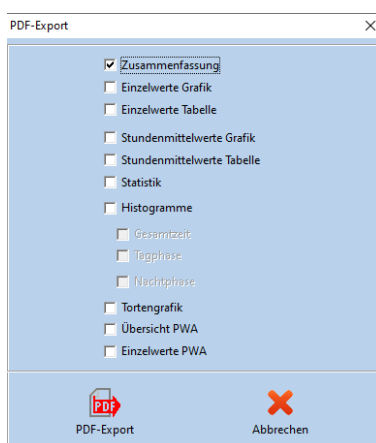 PDF-Export
Zusammenfassung
Einzelwerte Grafik
Einzelwerte Tabelle
Stundenmittelwerte Grafik
Stundenmittelwerte Tabelle
Statistik
Histogramme
Gesamtzeit
Tagphase
Nachtphase
Tortengrafik
Übersicht PWA
Einzelwerte PWA
PDF
PDF-Export Abbrechen